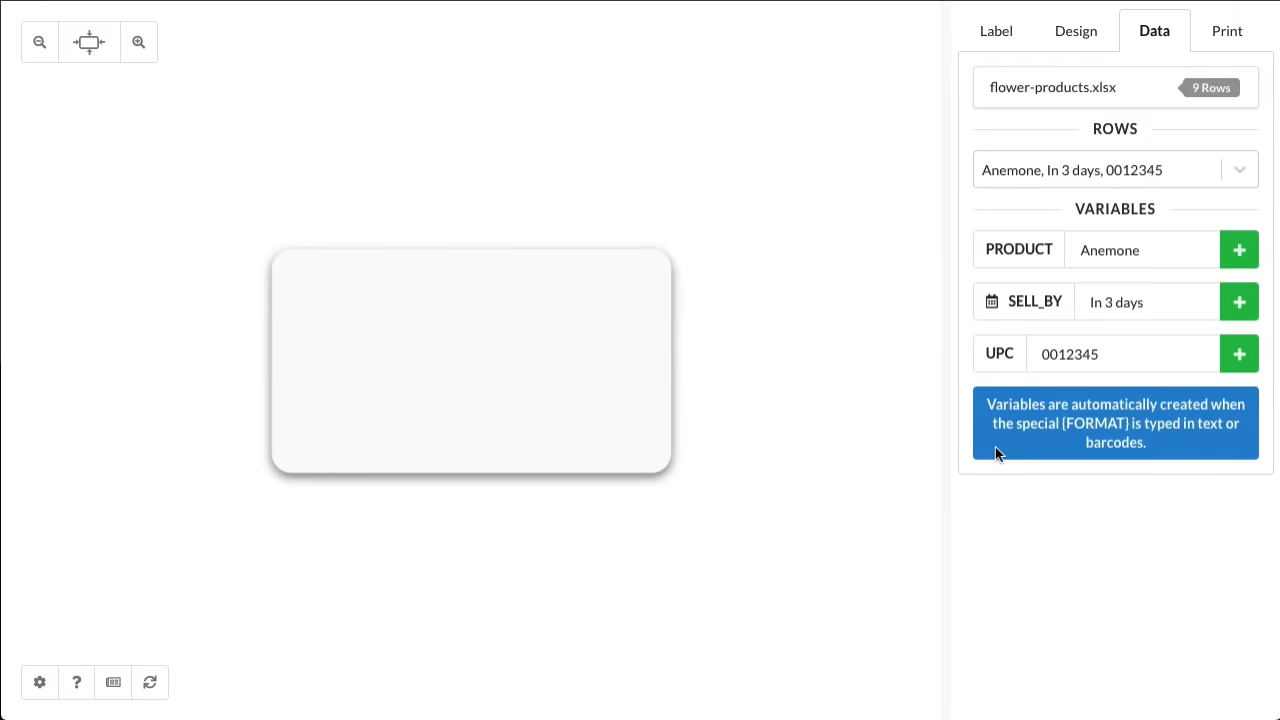 Label Design Data Print
flower-products.xlsx 9 Rows
ROWS
Anemone, In 3 days, 0012345
VARIABLES
PRODUCT Anemone +
SELL_BY In 3 days +
UPC 0012345 +
Variables are automatically created when
the special {FORMAT} is typed in text or
barcodes.
?